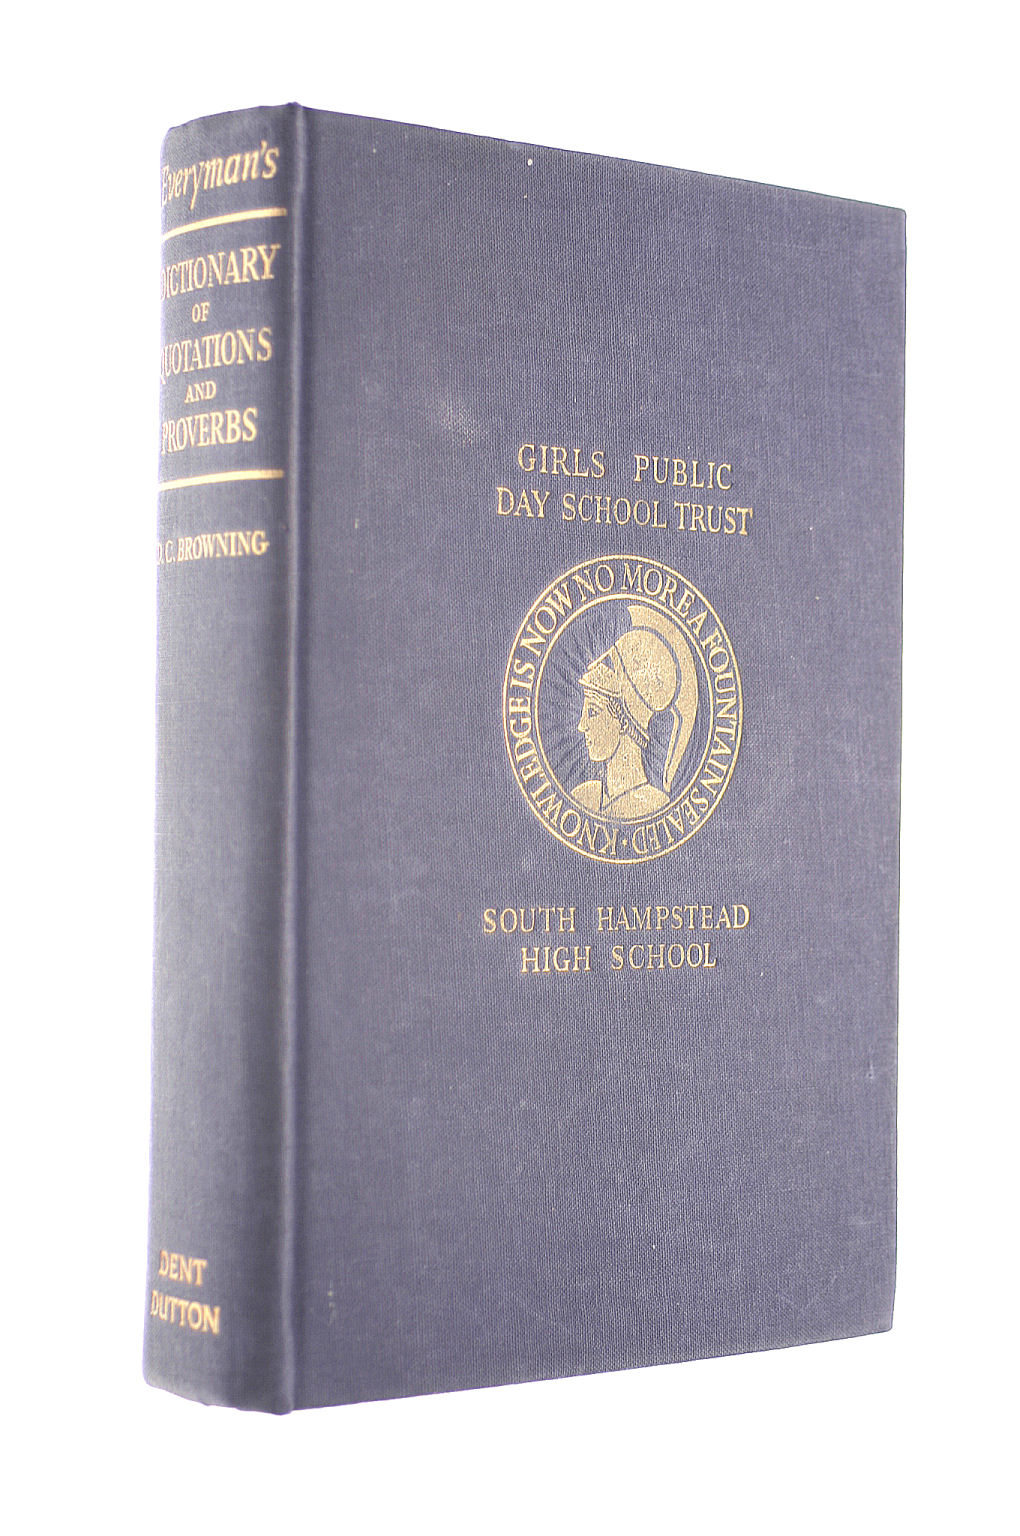 Everyman's
DICTIONARY
OF
QUOTATIONS
AND
PROVERBS
D. C. BROWNING
DENT
DUTTON
GIRLS PUBLIC
DAY SCHOOL TRUST
KNOWLEDGE IS NOW NO MORE A FOUNTAIN SEALED ·
SOUTH HAMPSTEAD
HIGH SCHOOL